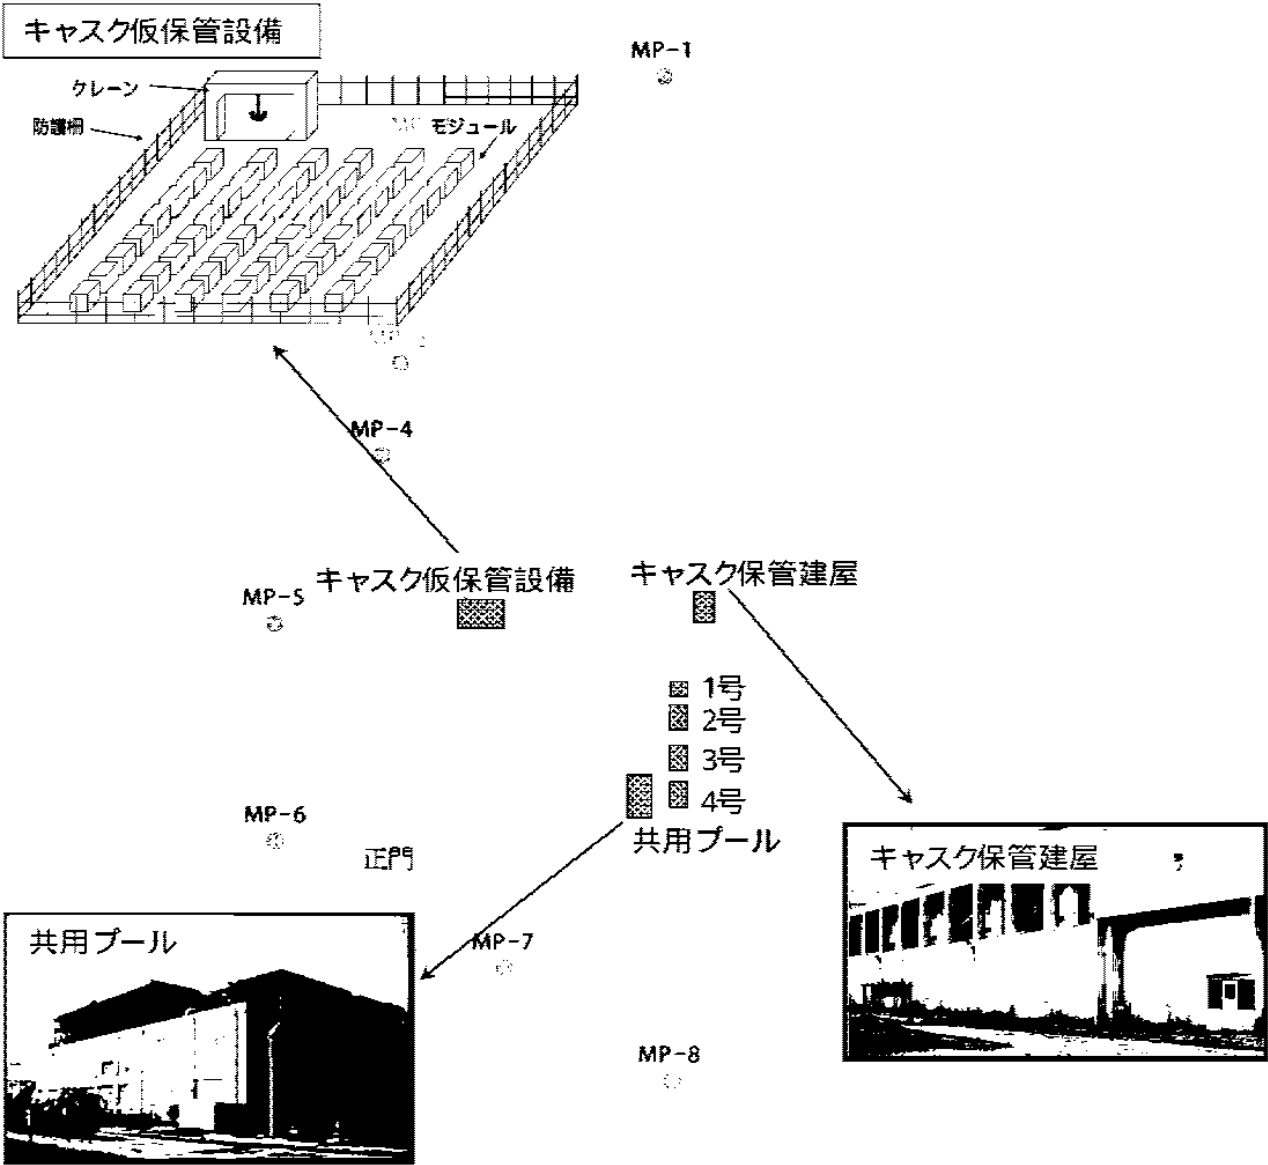 キャスク仮保管設備
MP-1
クレーン
防護柵
モジュール
MP-4
キャスク仮保管設備
キャスク保管建屋
MP-5
1号
2号
3号
4号
MP-6
正門
共用プール
キャスク保管建屋
共用プール
MP-7
MP-8